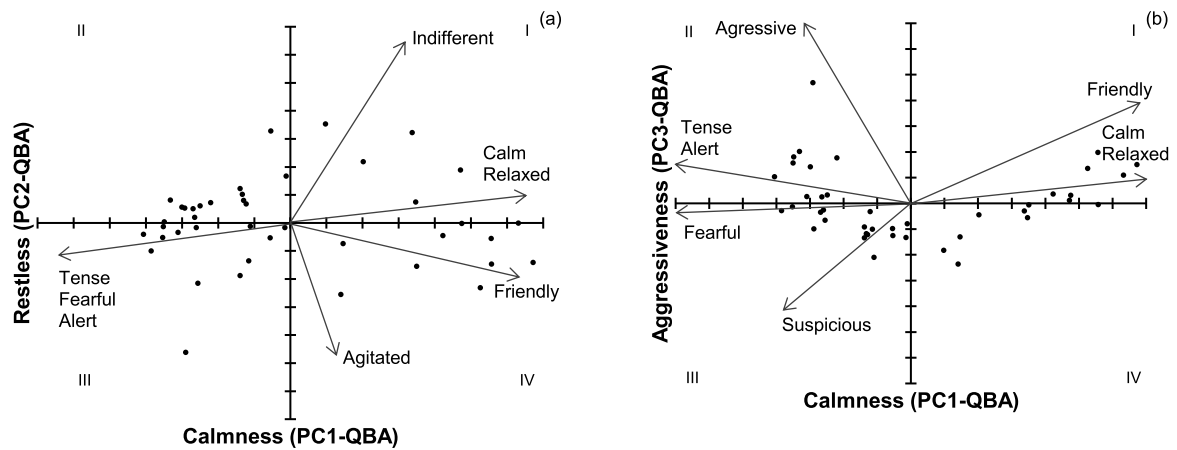 (a)
II
I
Indifferent
Calm
Relaxed
Restless (PC2-QBA)
Tense
Fearful
Alert
Friendly
Agitated
III
IV
Calmness (PC1-QBA)
(b)
II
I
Agressive
Friendly
Tense
Alert
Calm
Relaxed
Aggressiveness (PC3-QBA)
Fearful
Suspicious
III
IV
Calmness (PC1-QBA)